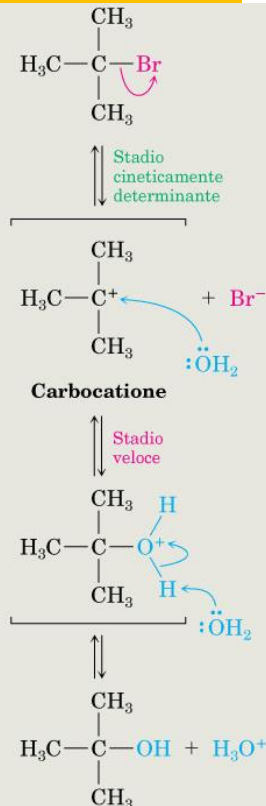 CH₃
H₃C—C—Br
CH₃
Stadio
cineticamente
determinante
CH₃
H₃C—C⁺ + Br⁻
CH₃
:ÖH₂
Carbocatione
Stadio
veloce
CH₃ H
H₃C—C—O⁺
CH₃ H
:ÖH₂
CH₃
H₃C—C—OH + H₃O⁺
CH₃